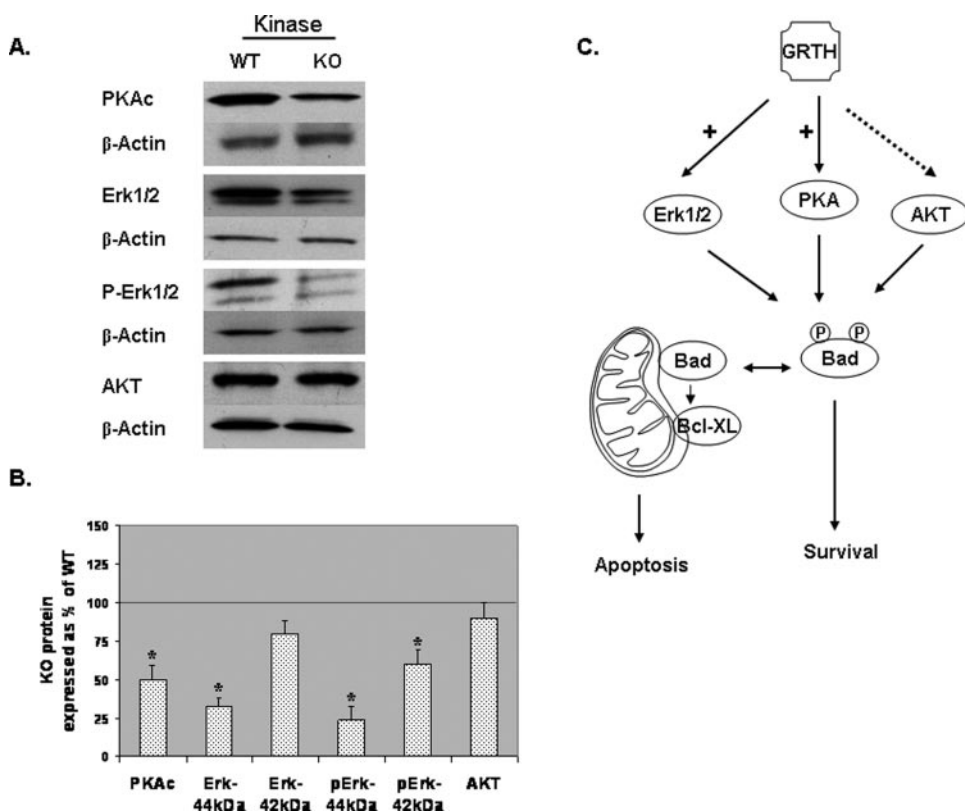 A.
Kinase
WT KO
PKAc
β-Actin
Erk1/2
β-Actin
P-Erk1/2
β-Actin
AKT
β-Actin
B.
KO protein
expressed as % of WT
150
100
75
50
25
0
*
*
*
*
PKAc
Erk-
44kDa
Erk-
42kDa
pErk-
44kDa
pErk-
42kDa
AKT
C.
GRTH
+
+
Erk1/2
PKA
AKT
P P
Bad
Bad
Bcl-XL
Apoptosis
Survival